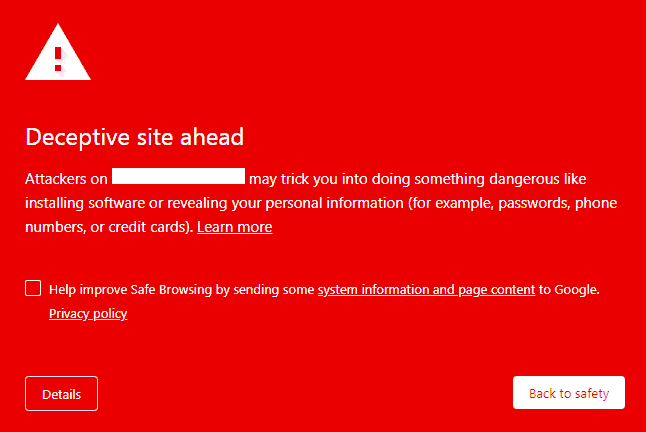 Deceptive site ahead
Attackers on may trick you into doing something dangerous like
installing software or revealing your personal information (for example, passwords, phone
numbers, or credit cards). Learn more
Help improve Safe Browsing by sending some system information and page content to Google.
Privacy policy
Details
Back to safety